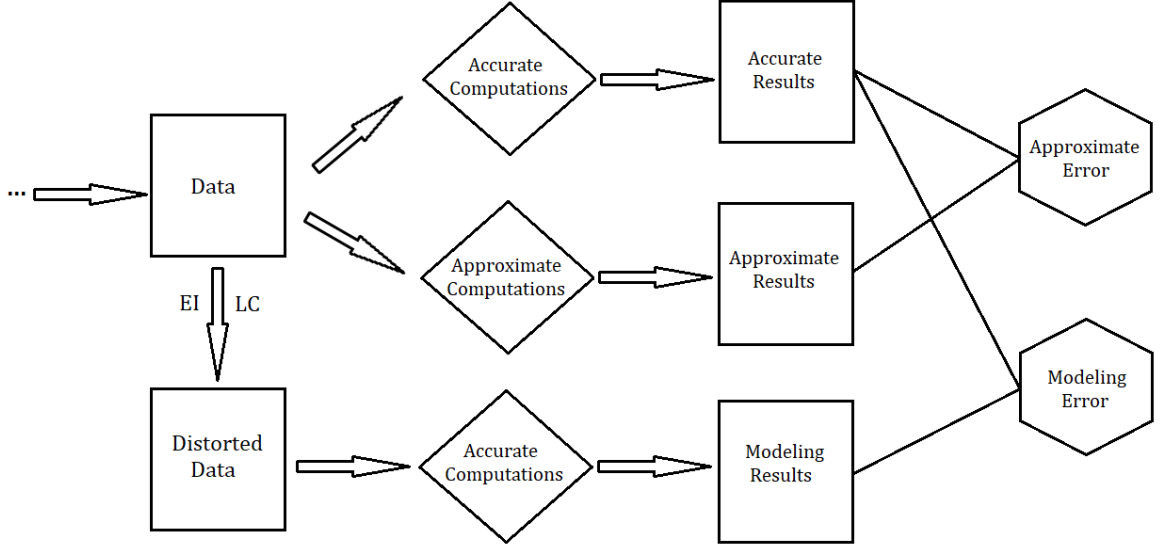 Accurate
Computations
Accurate
Results
Approximate
Error
...
Data
Approximate
Computations
Approximate
Results
EI
LC
Modeling
Error
Distorted
Data
Accurate
Computations
Modeling
Results